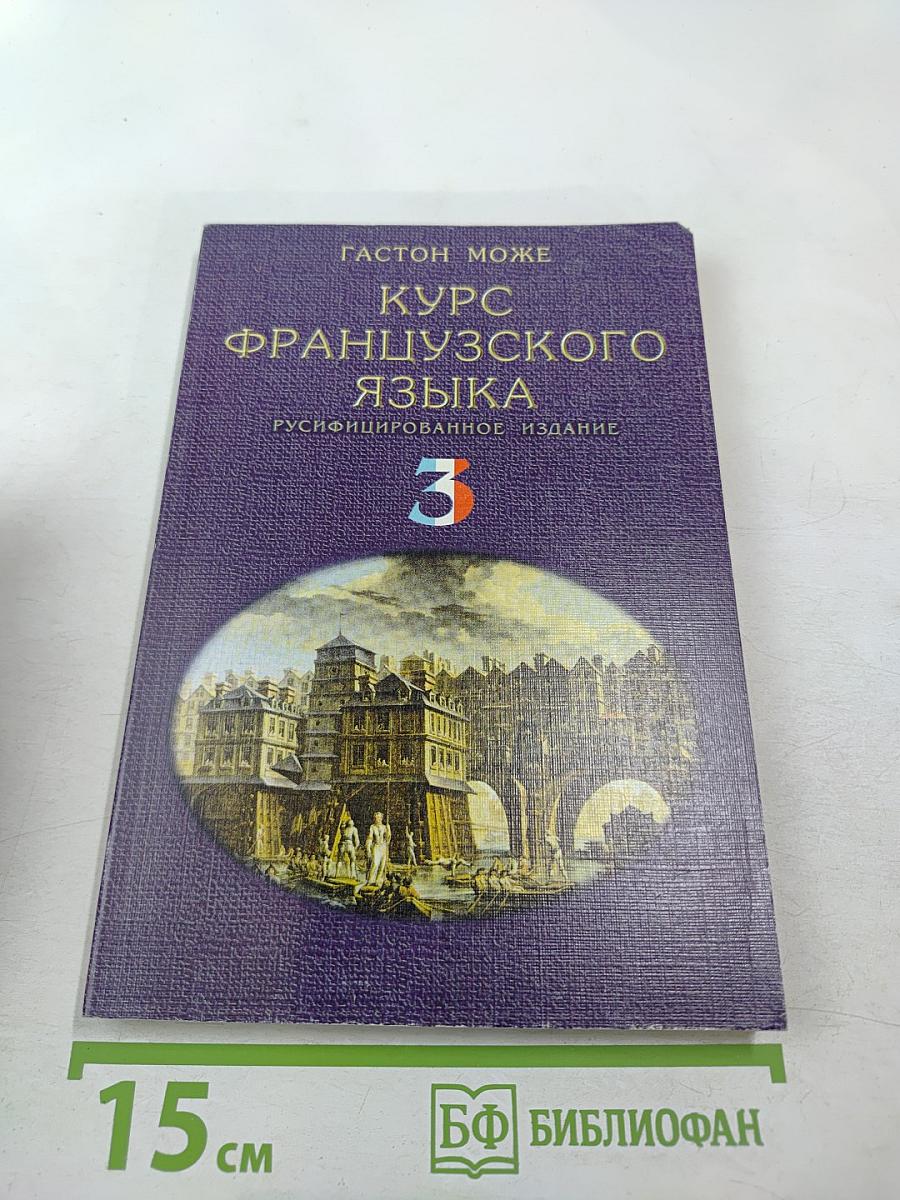 ГАСТОН МОЖЕ
КУРС
ФРАНЦУЗСКОГО
ЯЗЫКА
РУСИФИЦИРОВАННОЕ ИЗДАНИЕ
3
15 см
БФ БИБЛИОФАН